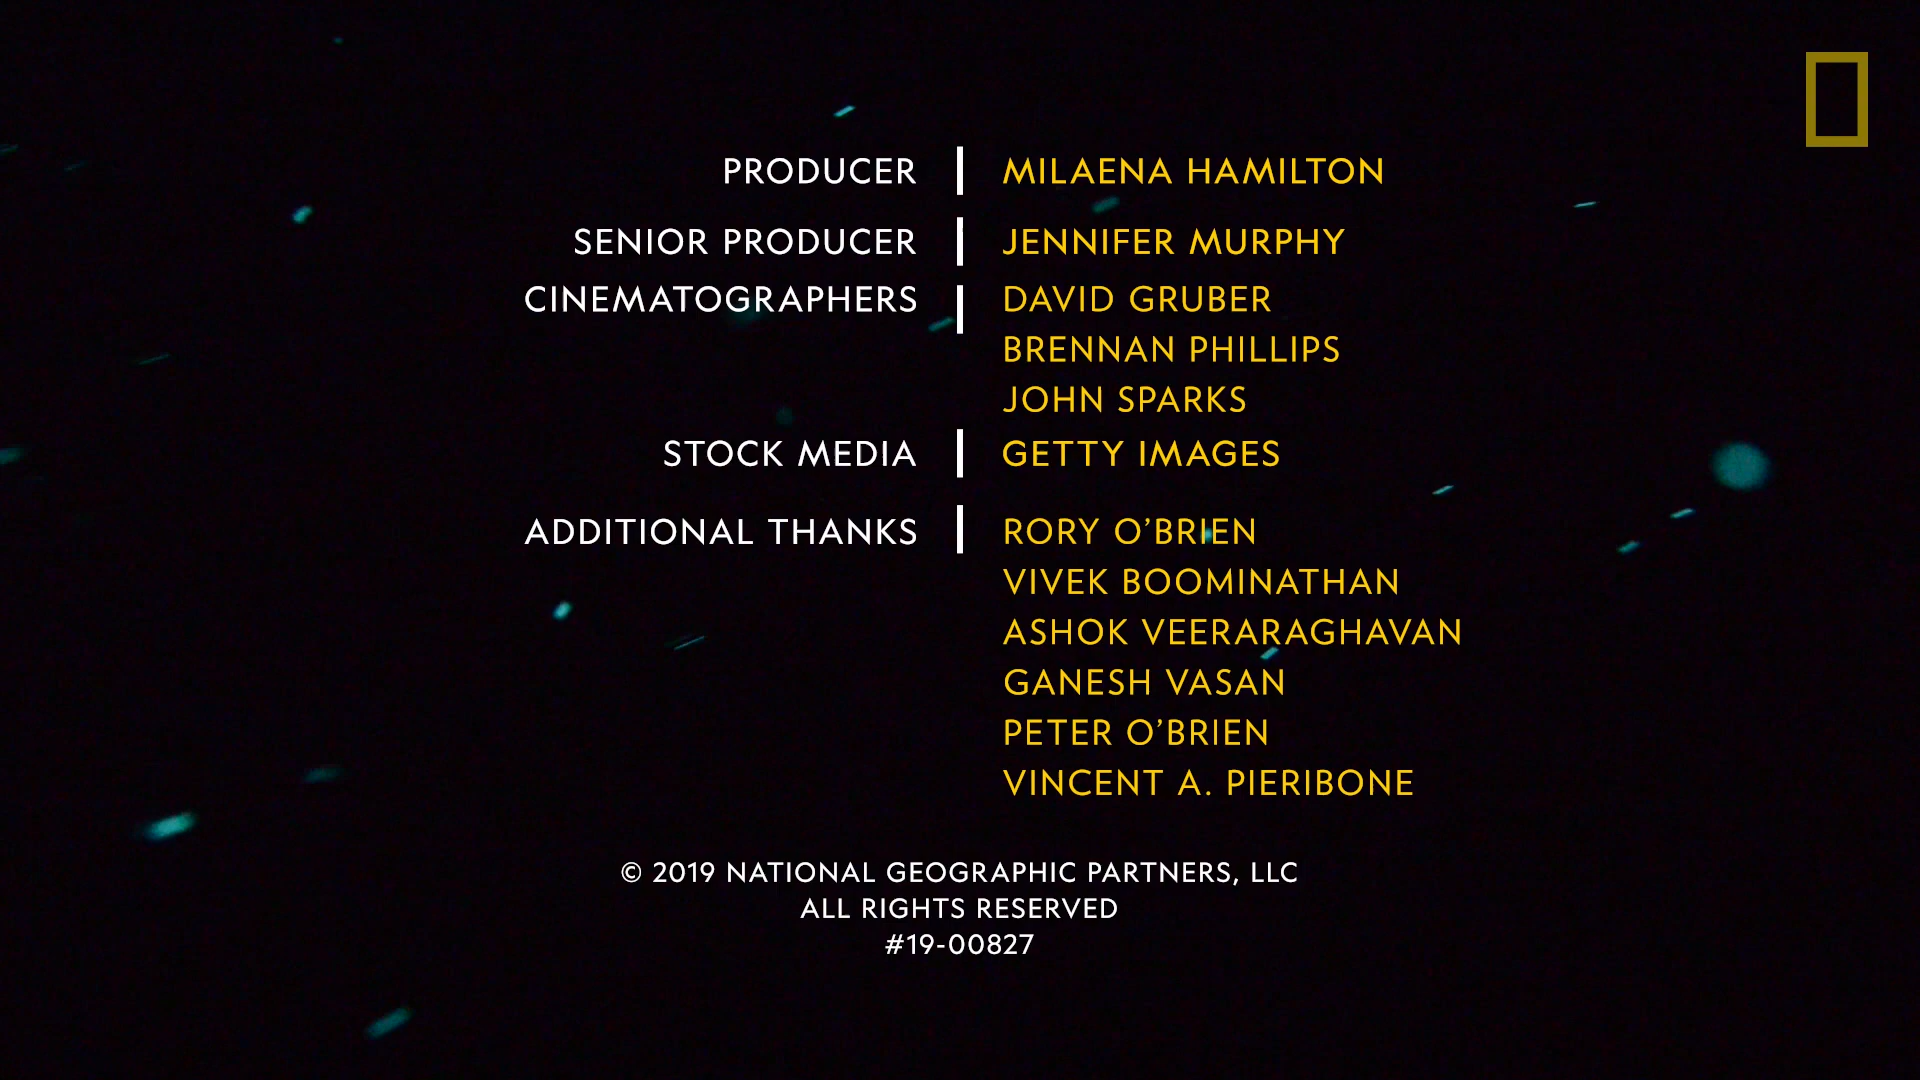 PRODUCER | MILAENA HAMILTON
SENIOR PRODUCER | JENNIFER MURPHY
CINEMATOGRAPHERS | DAVID GRUBER
BRENNAN PHILLIPS
JOHN SPARKS
STOCK MEDIA | GETTY IMAGES
ADDITIONAL THANKS | RORY O’BRIEN
VIVEK BOOMINATHAN
ASHOK VEERARAGHAVAN
GANESH VASAN
PETER O’BRIEN
VINCENT A. PIERIBONE
© 2019 NATIONAL GEOGRAPHIC PARTNERS, LLC
ALL RIGHTS RESERVED
#19-00827